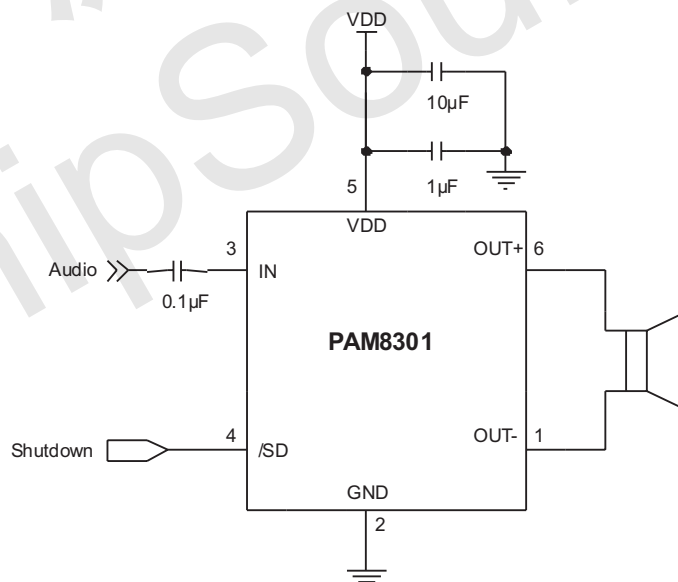 VDD
10µF
1µF
5
VDD
3
OUT+ 6
Audio
IN
0.1µF
PAM8301
4
OUT- 1
Shutdown
/SD
GND
2